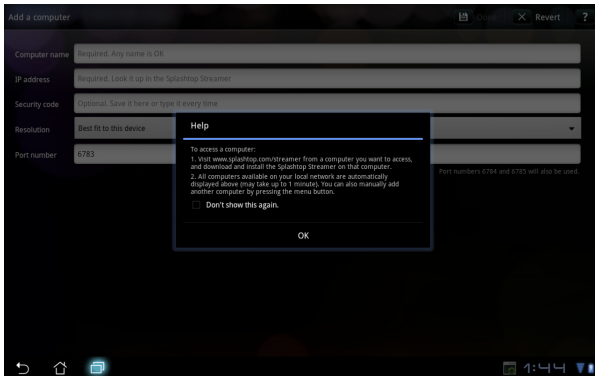 Add a computer
Done
Revert
?
Computer name
Required. Any name is OK
IP address
Required. Look it up in the Splashtop Streamer
Security code
Optional. Save it here or type it every time
Resolution
Best fit to this device
Port number
6783
Port numbers 6784 and 6785 will also be used.
Help
To access a computer:
1. Visit www.splashtop.com/streamer from a computer you want to access,
and download and install the Splashtop Streamer on that computer.
2. All computers available on your local network are automatically
displayed above (may take up to 1 minute). You can also manually add
another computer by pressing the menu button.
Don't show this again.
OK
1:44